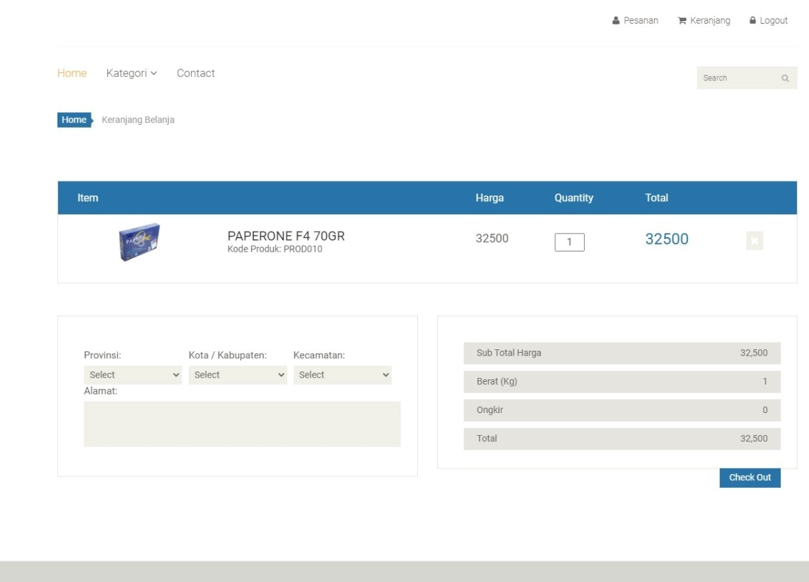 Pesanan Keranjang Logout
Home Kategori Contact
Search
Home Keranjang Belanja
Item Harga Quantity Total
PAPERONE F4 70GR 32500 1 32500
Kode Produk: PROD010
Provinsi: Kota / Kabupaten: Kecamatan:
Select Select Select
Alamat:
Sub Total Harga 32,500
Berat (Kg) 1
Ongkir 0
Total 32,500
Check Out